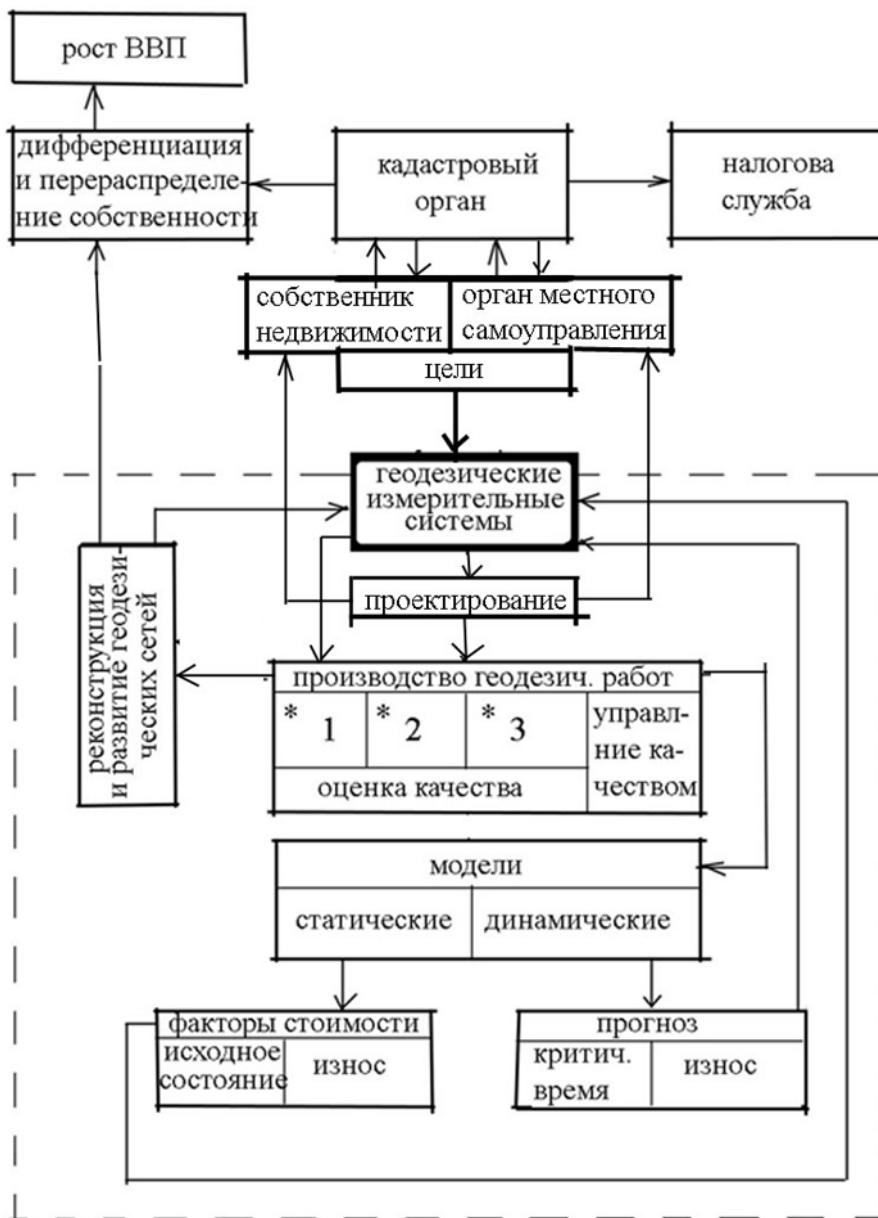 рост ВВП
дифференциация
и перераспределе-
ние собственности
кадастровый
орган
налогова
служба
собственник
недвижимости
орган местного
самоуправления
цели
геодезические
измерительные
системы
проектирование
реконструкция
и развитие геодези-
ческих сетей
производство геодезич. работ
* 1
* 2
* 3
управл-
ние ка-
чеством
оценка качества
модели
статические
динамические
факторы стоимости
исходное
состояние
износ
прогноз
критич.
время
износ